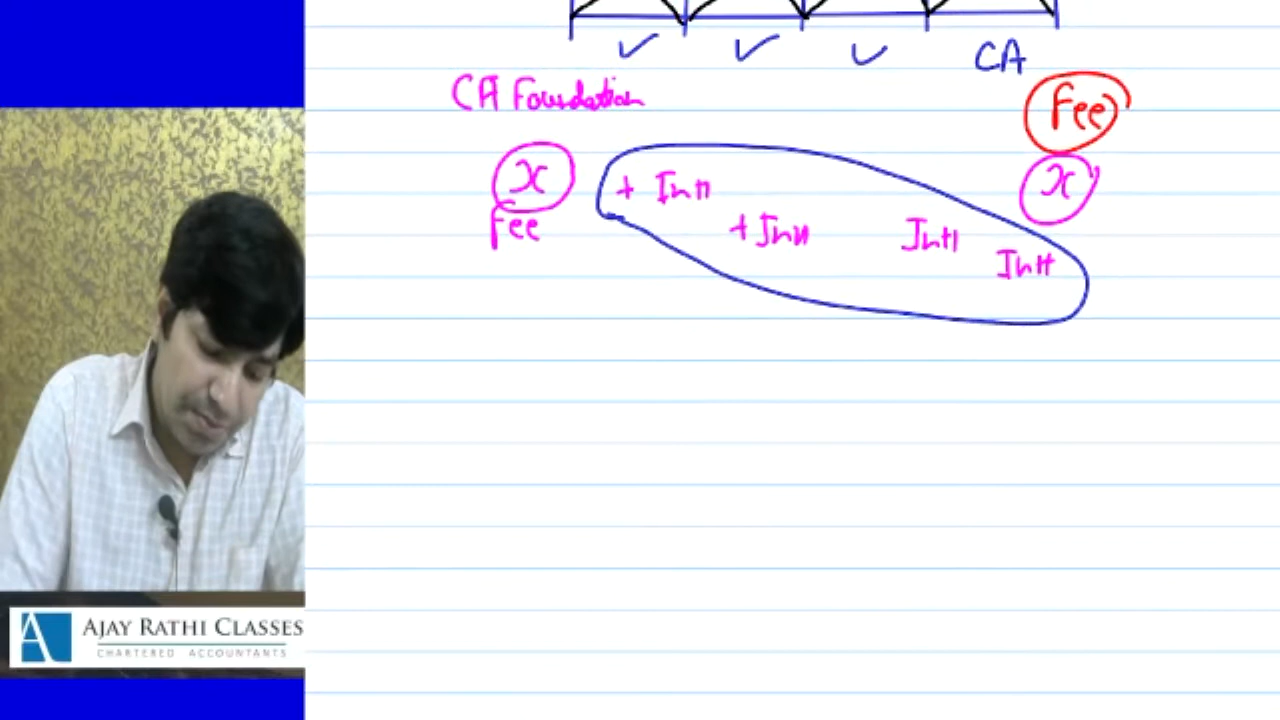 CA
CA Foundation
Fee
x
x
+ Intt
Fee
+ Intt
Intt
Intt
AJAY RATHI CLASSES
CHARTERED ACCOUNTANTS